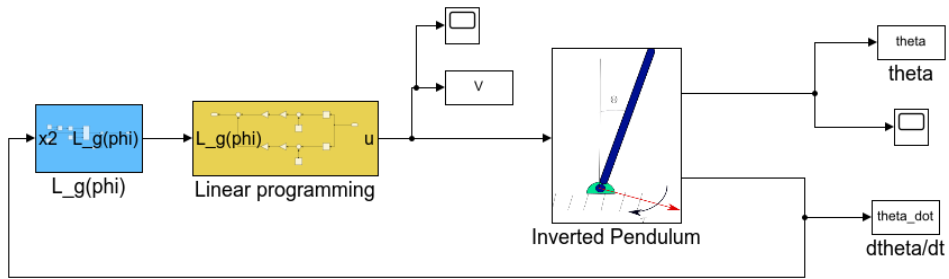 x2 L_g(phi)
L_g(phi)
L_g(phi) u
Linear programming
V
θ
Inverted Pendulum
theta
theta
theta_dot
dtheta/dt